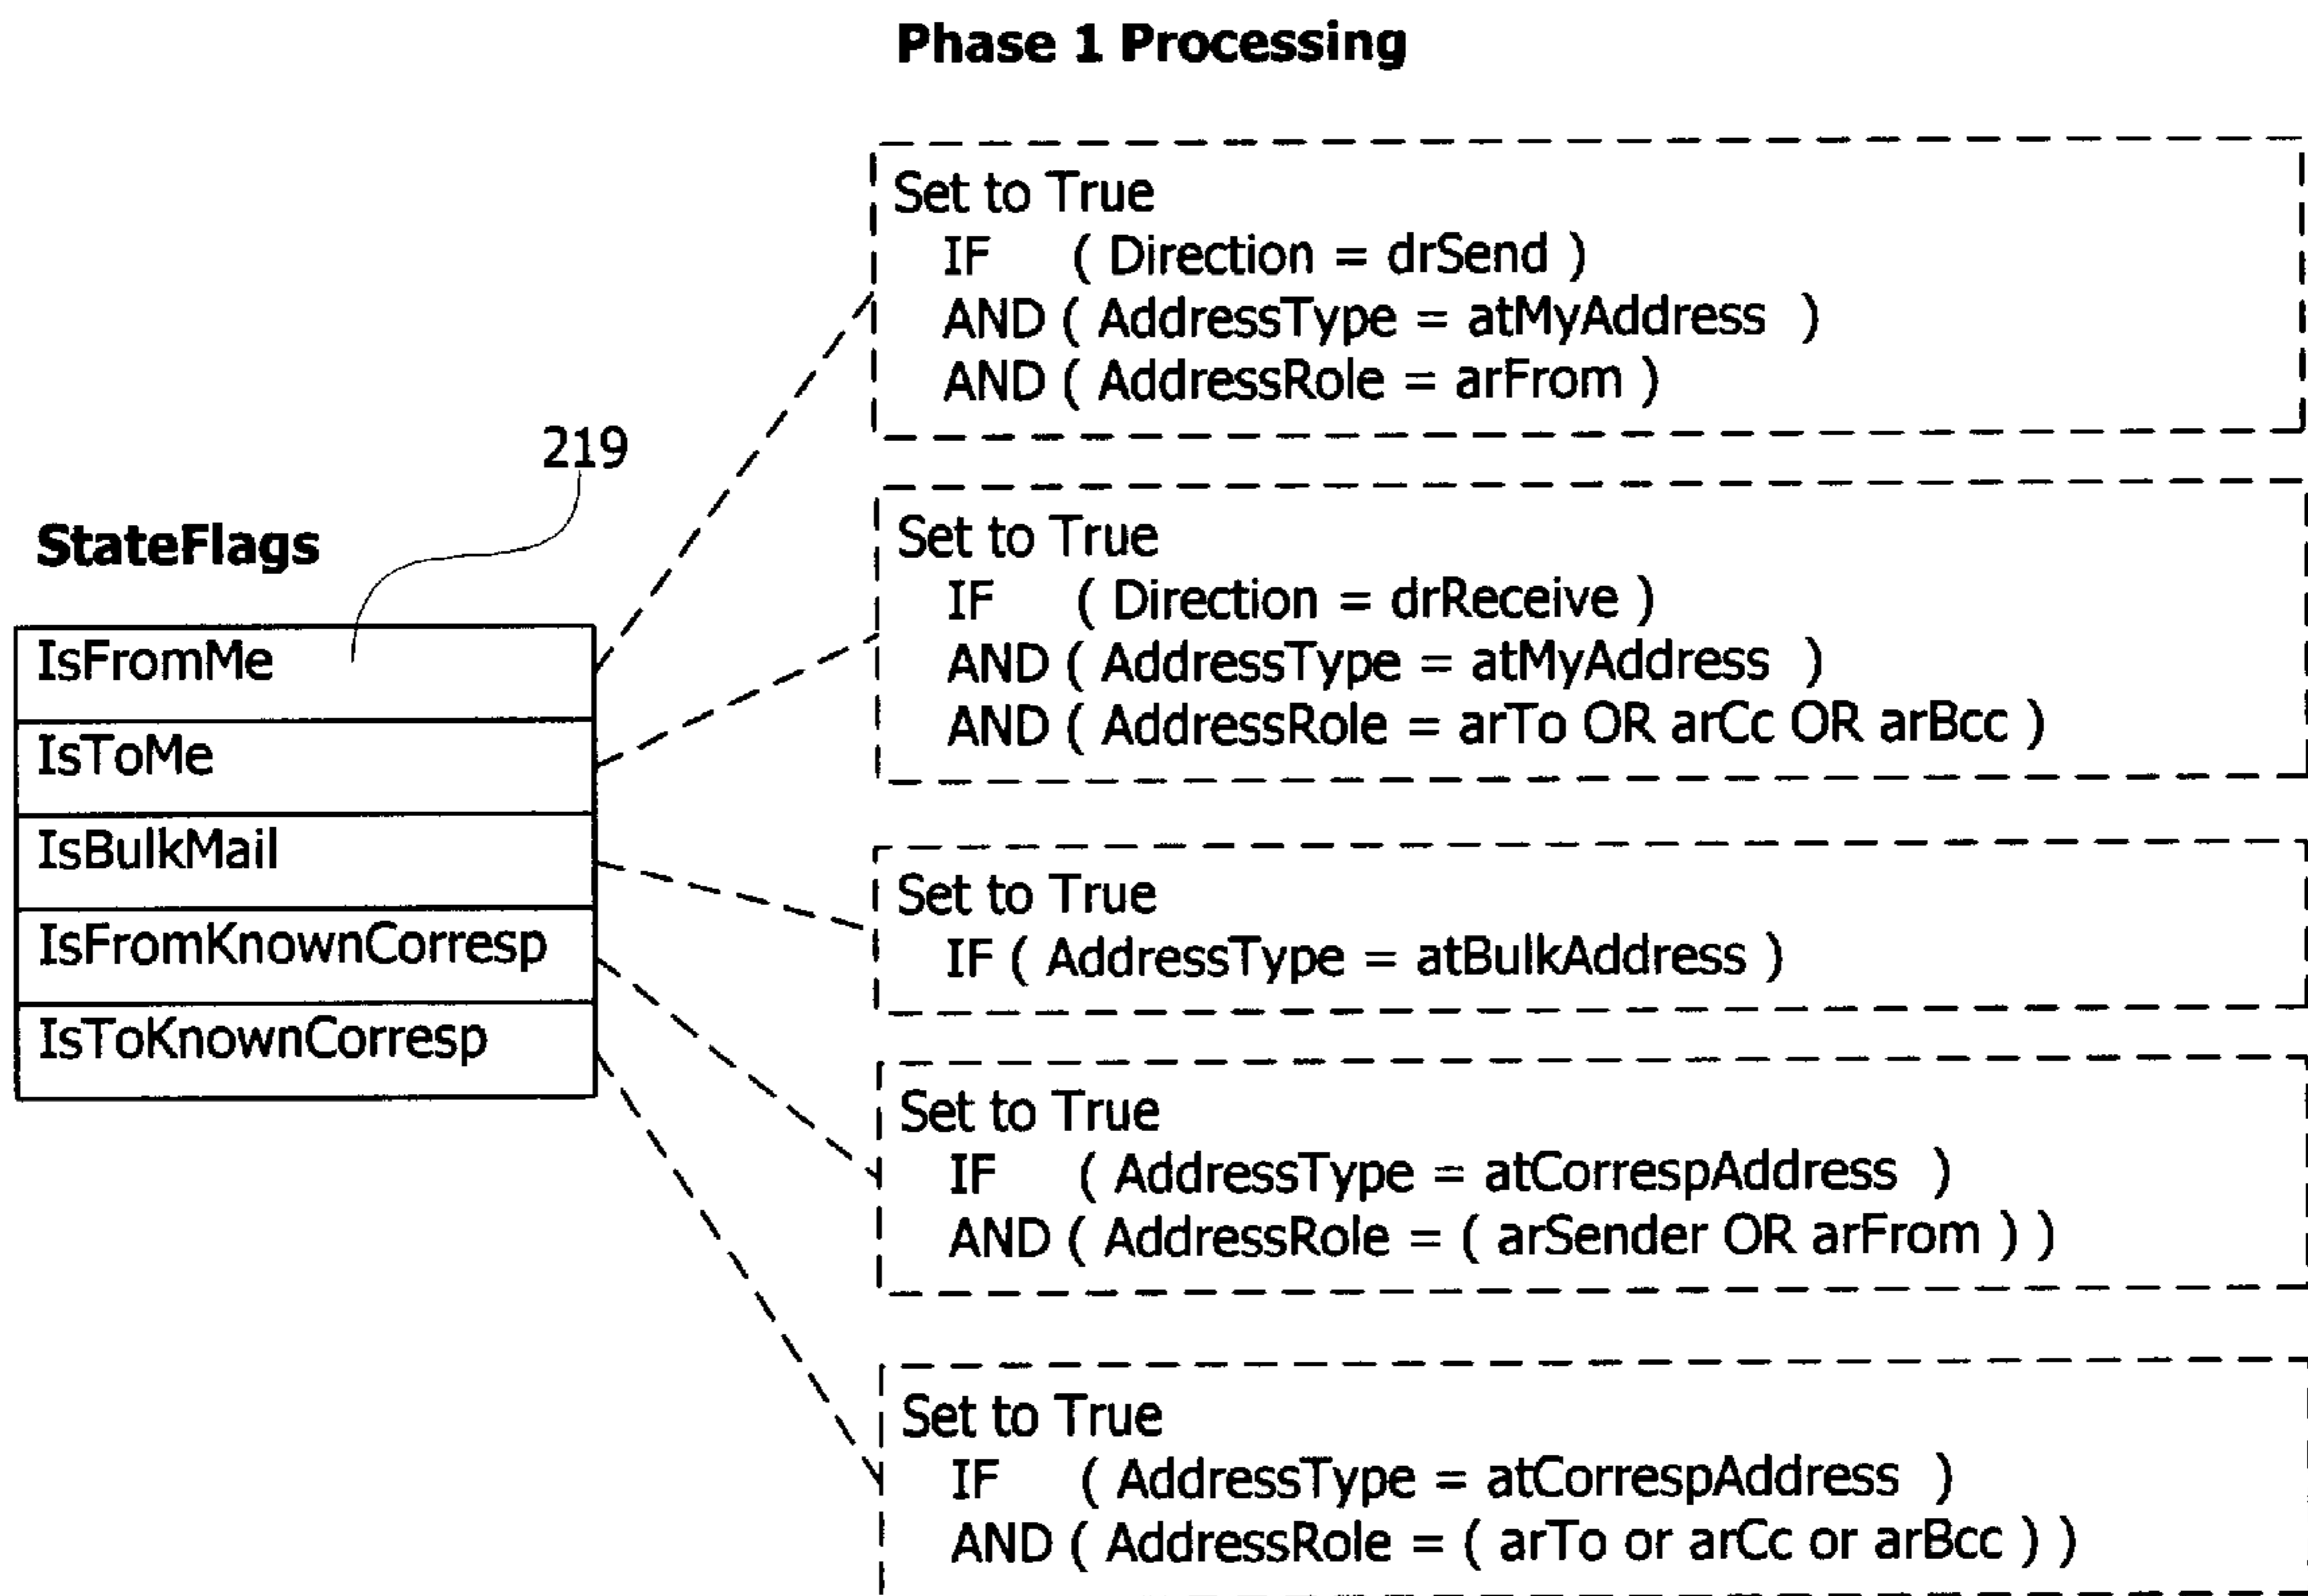 Phase 1 Processing
219
StateFlags
IsFromMe
IsToMe
IsBulkMail
IsFromKnownCorresp
IsToKnownCorresp
Set to True
IF ( Direction = drSend )
AND ( AddressType = atMyAddress )
AND ( AddressRole = arFrom )
Set to True
IF ( Direction = drReceive )
AND ( AddressType = atMyAddress )
AND ( AddressRole = arTo OR arCc OR arBcc )
Set to True
IF ( AddressType = atBulkAddress )
Set to True
IF ( AddressType = atCorrespAddress )
AND ( AddressRole = ( arSender OR arFrom ) )
Set to True
IF ( AddressType = atCorrespAddress )
AND ( AddressRole = ( arTo or arCc or arBcc ) )